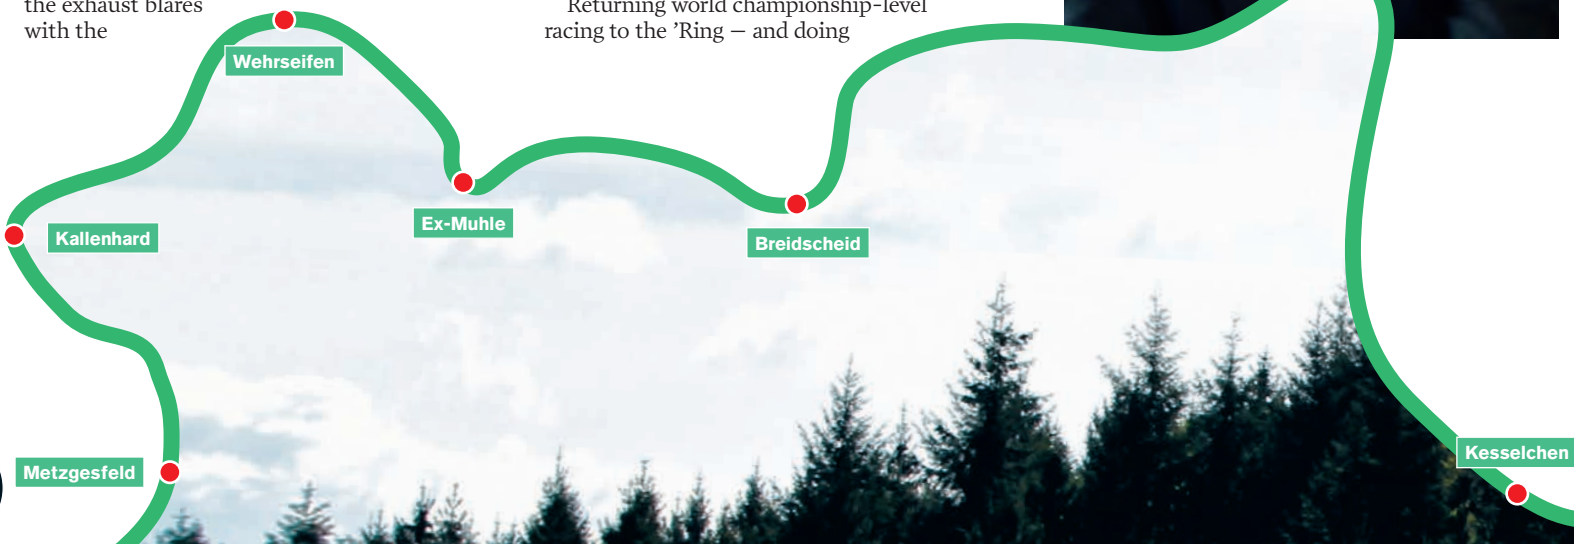 the exhaust blares
with the
Returning world championship-level
racing to the ’Ring — and doing
Wehrseifen
Ex-Muhle
Kallenhard
Breidscheid
Metzgesfeld
Kesselchen